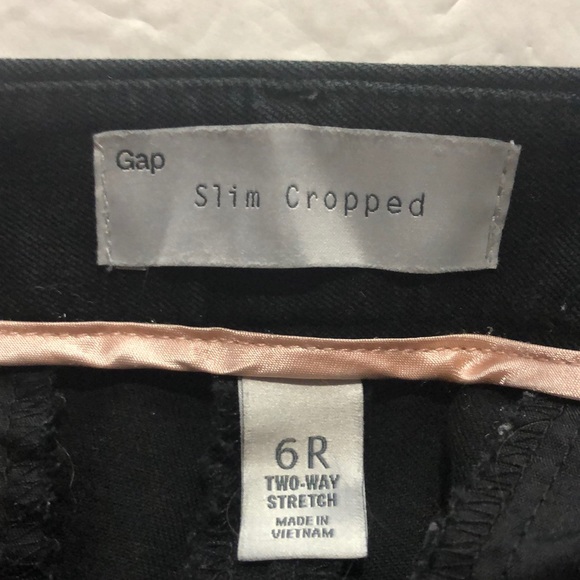 Gap
Slim Cropped
6R
TWO-WAY
STRETCH
MADE IN
VIETNAM